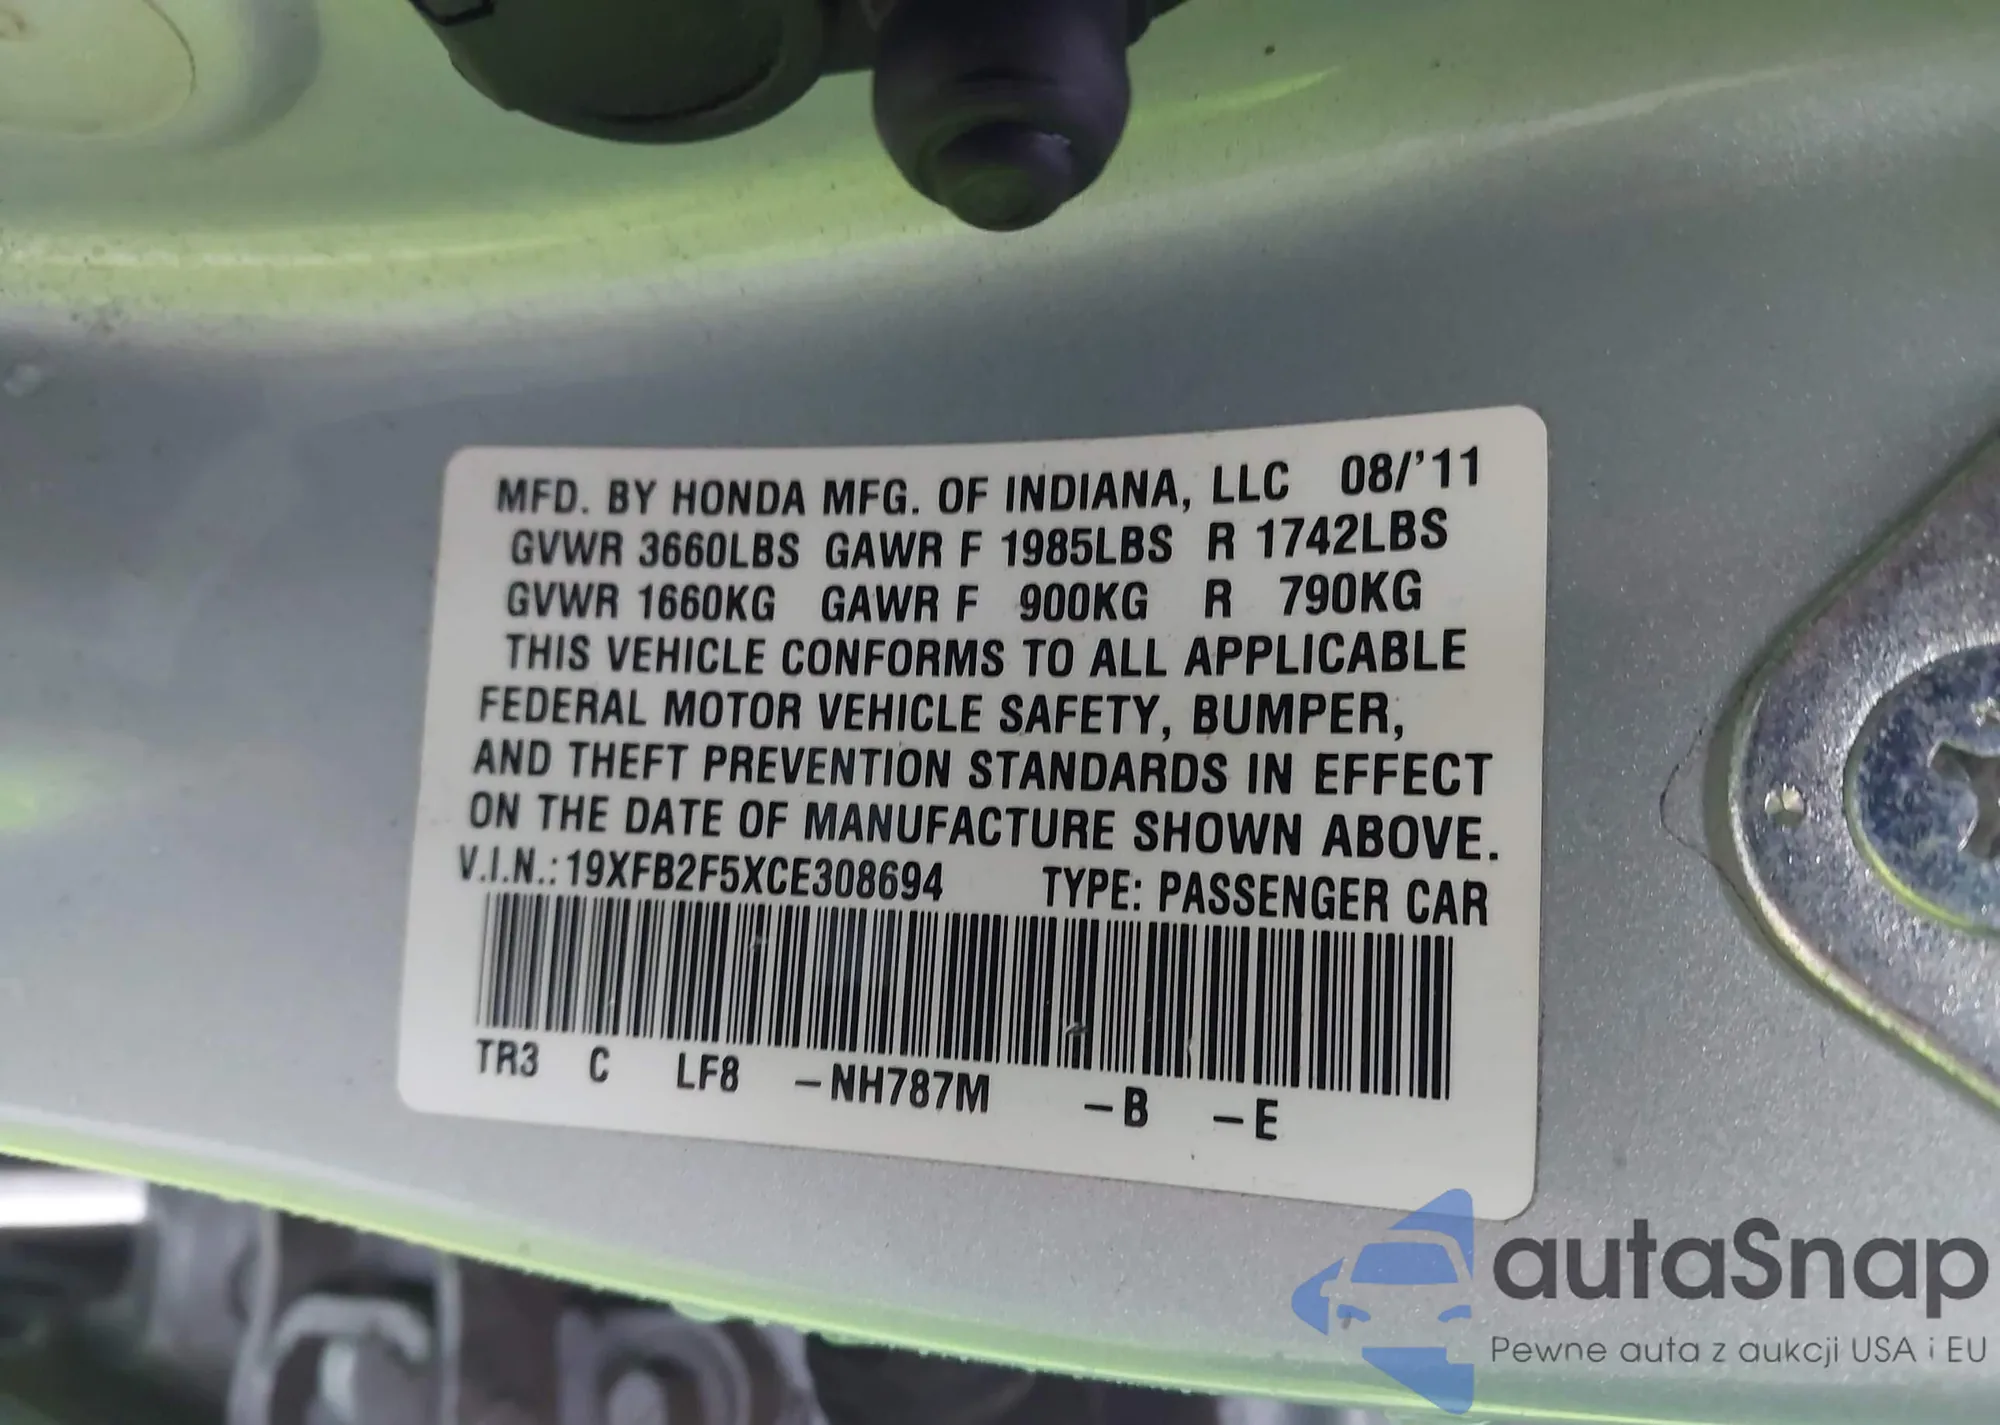 MFD. BY HONDA MFG. OF INDIANA, LLC 08/'11
GVWR 3660LBS GAWR F 1985LBS R 1742LBS
GVWR 1660KG GAWR F 900KG R 790KG
THIS VEHICLE CONFORMS TO ALL APPLICABLE
FEDERAL MOTOR VEHICLE SAFETY, BUMPER,
AND THEFT PREVENTION STANDARDS IN EFFECT
ON THE DATE OF MANUFACTURE SHOWN ABOVE.
V.I.N.: 19XFB2F5XCE308694 TYPE: PASSENGER CAR
TR3 C LF8 –NH787M –B –E
autaSnap
Pewne auta z aukcji USA i EU